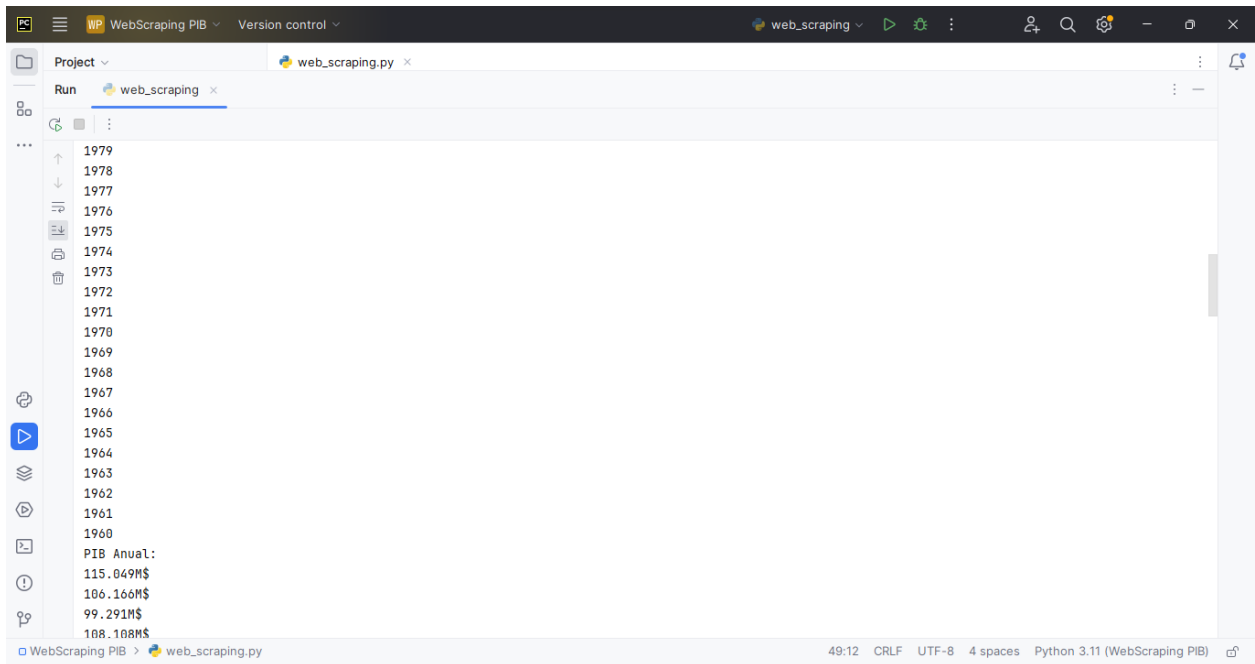 PC WP WebScraping PIB Version control web_scraping
Project web_scraping.py
Run web_scraping
1979
1978
1977
1976
1975
1974
1973
1972
1971
1970
1969
1968
1967
1966
1965
1964
1963
1962
1961
1960
PIB Anual:
115.049M$
106.166M$
99.291M$
108.108M$
WebScraping PIB > web_scraping.py 49:12 CRLF UTF-8 4 spaces Python 3.11 (WebScraping PIB)